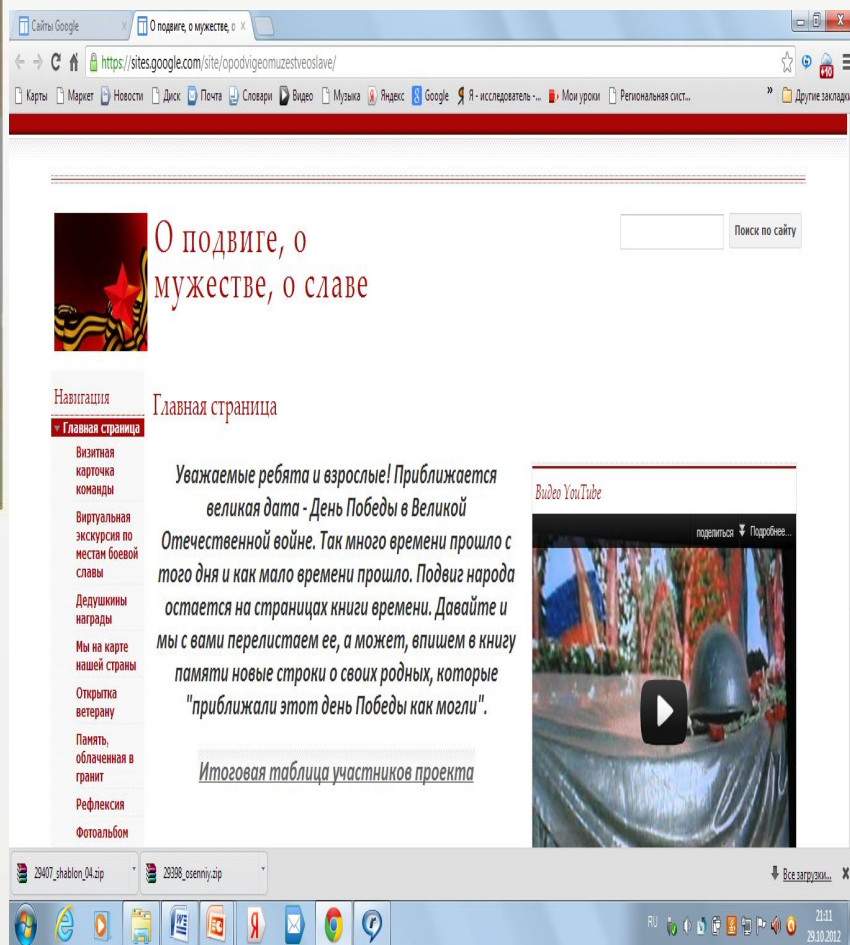 Сайты Google
О подвиге, о мужестве, о
https://sites.google.com/site/opodvigeomuzestveoslave/
+10
Карты Маркет Новости Диск Почта Словари Видео Музыка Яндекс Google Я - исследователь -... Мои уроки Региональная сист... » Другие закладки
О подвиге, о
мужестве, о славе
Поиск по сайту
Навигация
Главная страница
Визитная
карточка
команды
Виртуальная
экскурсия по
местам боевой
славы
Дедушкины
награды
Мы на карте
нашей страны
Открытка
ветерану
Память,
облаченная в
гранит
Рефлексия
Фотоальбом
Главная страница
Уважаемые ребята и взрослые! Приближается
великая дата - День Победы в Великой
Отечественной войне. Так много времени прошло с
того дня и как мало времени прошло. Подвиг народа
остается на страницах книги времени. Давайте и
мы с вами перелистаем ее, а может, впишем в книгу
памяти новые строки о своих родных, которые
"приближали этот день Победы как могли".
Итоговая таблица участников проекта
Видео YouTube
поделиться Подробнее...
29407_shablon_04.zip
29398_osenniy.zip
Все загрузки...
RU
21:11
29.10.2012